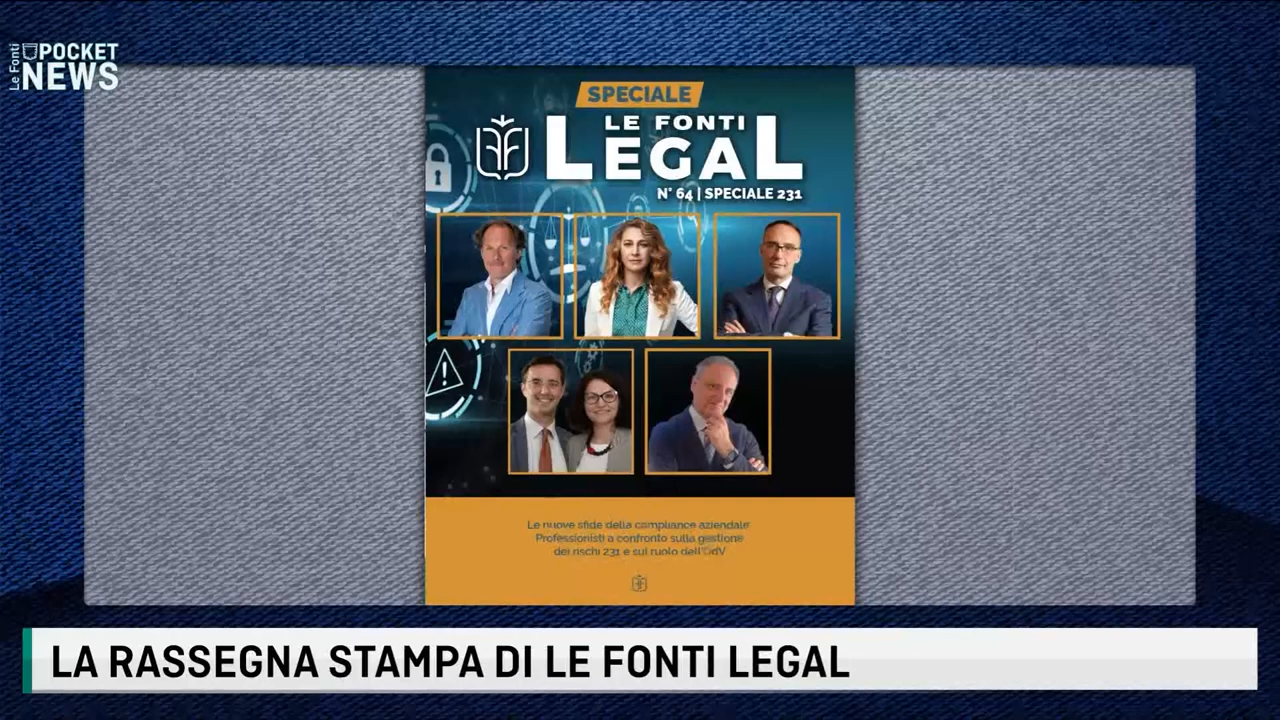 Le Fonti
POCKET
NEWS
SPECIALE
LE FONTI
LEGAL
N° 64 | SPECIALE 231
Le nuove sfide della compliance aziendale
Professionisti a confronto sulla gestione
dei rischi 231 e sul ruolo dell'OdV
LA RASSEGNA STAMPA DI LE FONTI LEGAL